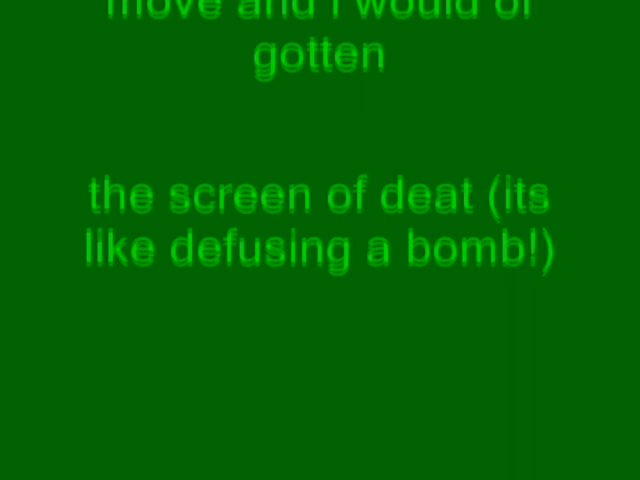 move and i would of
gotten
the screen of deat (its
like defusing a bomb!)